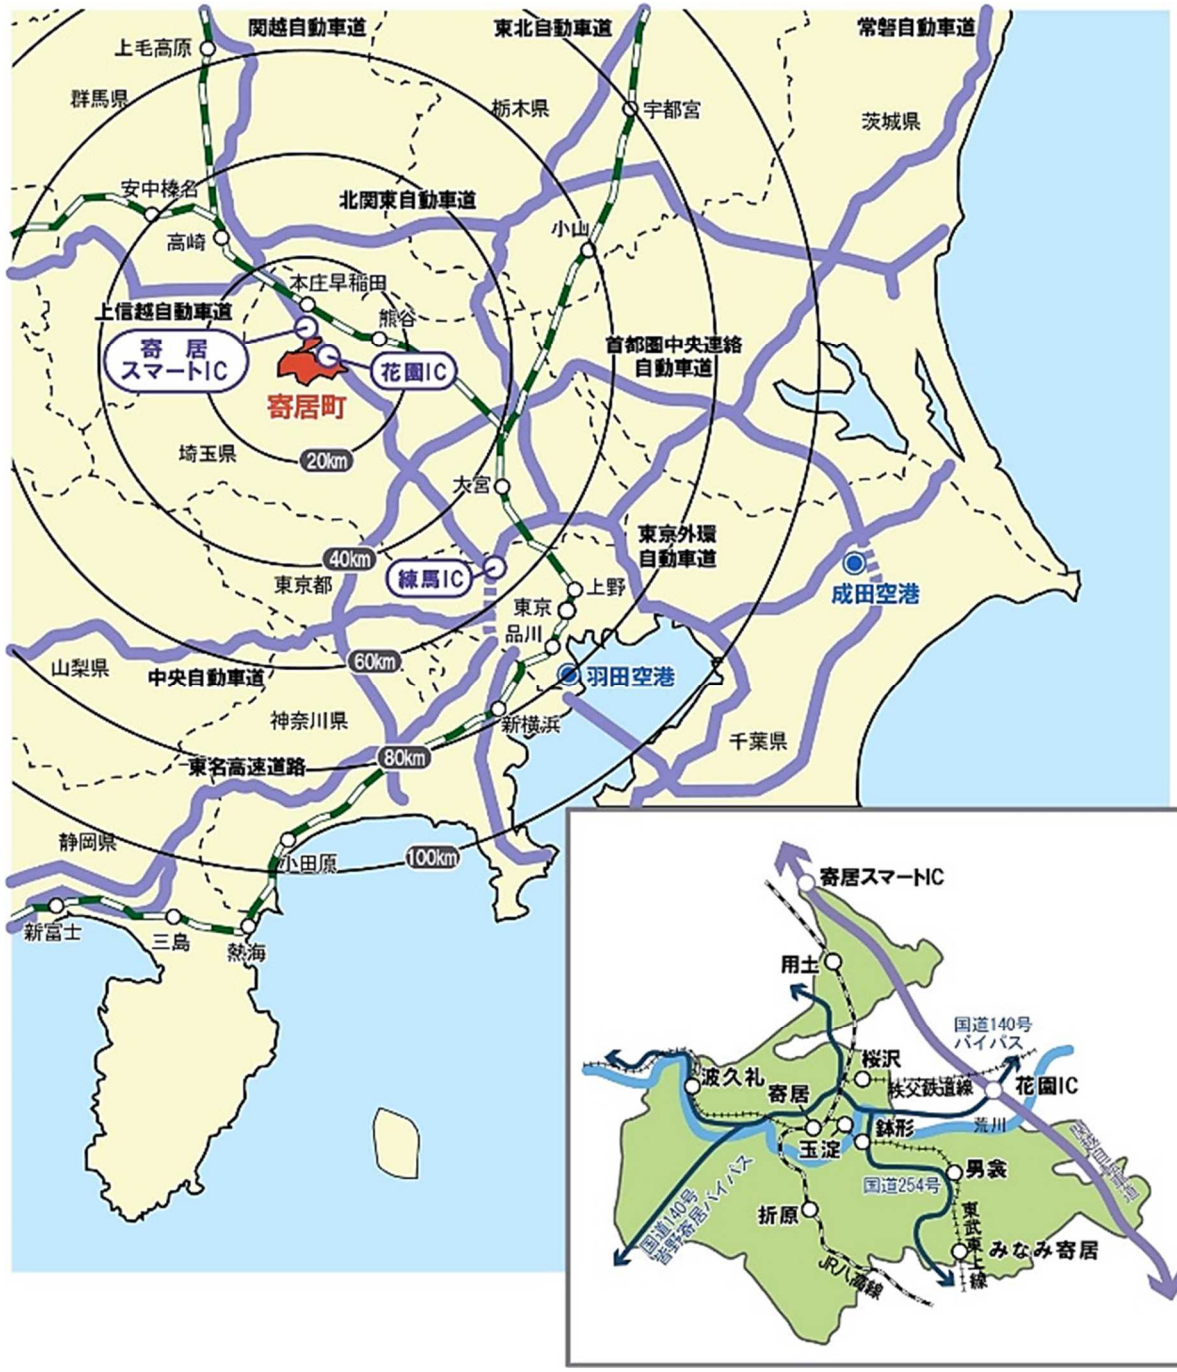 関越自動車道
東北自動車道
常磐自動車道
上毛高原
群馬県
栃木県
宇都宮
茨城県
安中榛名
北関東自動車道
高崎
小山
本庄早稲田
上信越自動車道
熊谷
寄居
スマートIC
首都圏中央連絡
自動車道
花園IC
寄居町
埼玉県
20km
大宮
40km
東京外環
自動車道
練馬IC
東京都
上野
成田空港
東京
品川
60km
山梨県
中央自動車道
羽田空港
神奈川県
新横浜
千葉県
80km
東名高速道路
静岡県
小田原
100km
新富士
三島
熱海
寄居スマートIC
用土
国道140号
バイパス
桜沢
波久礼
寄居
秩父鉄道線
花園IC
玉淀
鉢形
荒川
関越自動車道
男衾
国道254号
国道140号
皆野寄居バイパス
折原
東武東上線
みなみ寄居
JR八高線